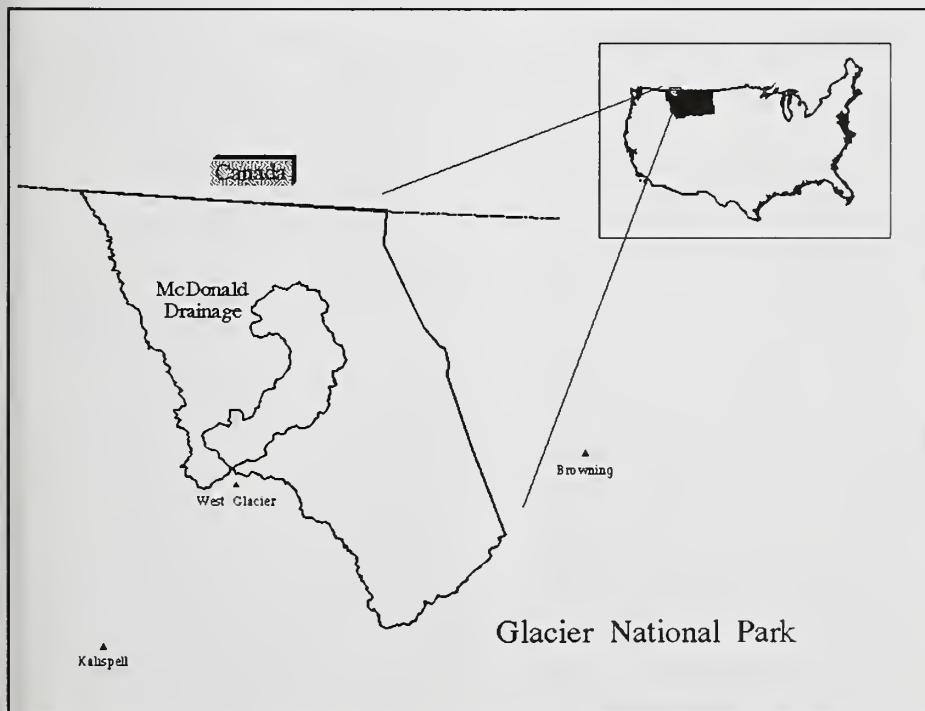 Canada
McDonald
Drainage
Browning
West Glacier
Glacier National Park
Kalispell